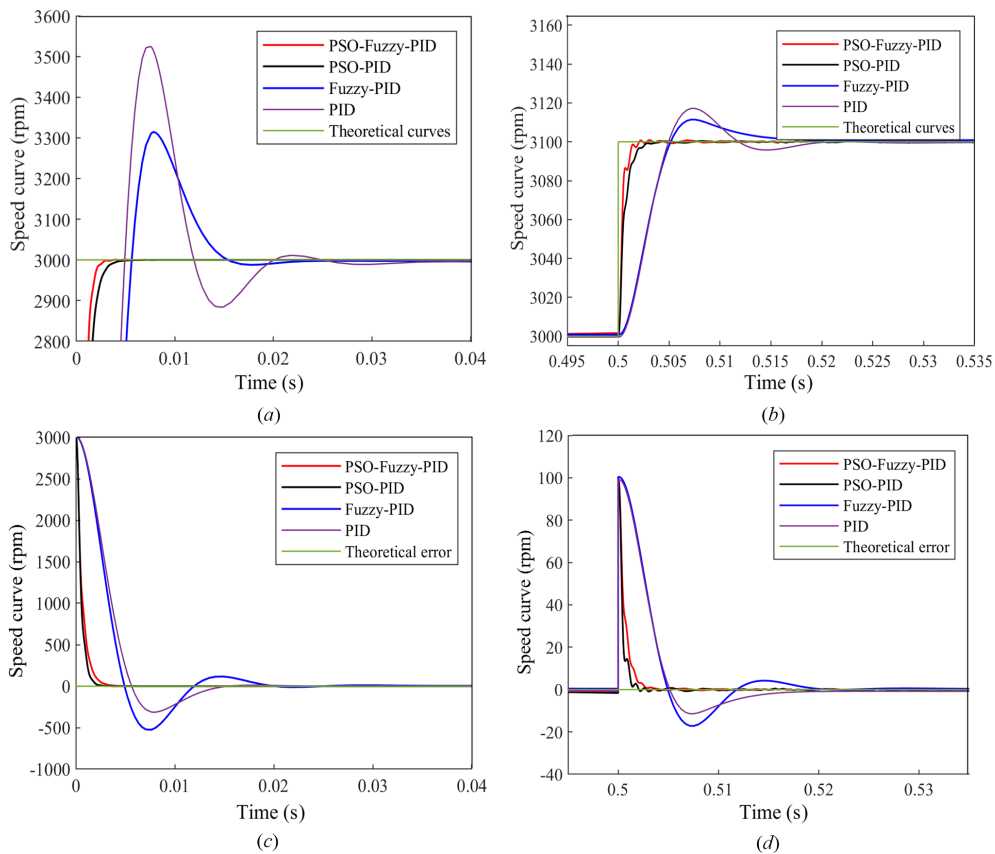 3600
3500
3400
3300
3200
3100
3000
2900
2800
Speed curve (rpm)
PSO-Fuzzy-PID
PSO-PID
Fuzzy-PID
PID
Theoretical curves
0 0.01 0.02 0.03 0.04
Time (s)
(a)
3160
3140
3120
3100
3080
3060
3040
3020
3000
Speed curve (rpm)
PSO-Fuzzy-PID
PSO-PID
Fuzzy-PID
PID
Theoretical curves
0.495 0.5 0.505 0.51 0.515 0.52 0.525 0.53 0.535
Time (s)
(b)
3000
2500
2000
1500
1000
500
0
-500
-1000
Speed curve (rpm)
PSO-Fuzzy-PID
PSO-PID
Fuzzy-PID
PID
Theoretical error
0 0.01 0.02 0.03 0.04
Time (s)
(c)
120
100
80
60
40
20
0
-20
-40
Speed curve (rpm)
PSO-Fuzzy-PID
PSO-PID
Fuzzy-PID
PID
Theoretical error
0.5 0.51 0.52 0.53
Time (s)
(d)